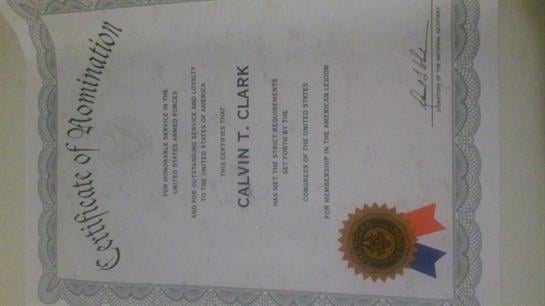 Certificate of Nomination
FOR HONORABLE SERVICE IN THE
UNITED STATES ARMED FORCES
AND FOR OUTSTANDING SERVICE AND LOYALTY
TO THE UNITED STATES OF AMERICA
THIS CERTIFIES THAT
CALVIN T. CLARK
HAS MET THE STRICT REQUIREMENTS
SET FORTH BY THE
CONGRESS OF THE UNITED STATES
FOR MEMBERSHIP IN THE AMERICAN LEGION
SIGNATURE OF THE NATIONAL ADJUTANT